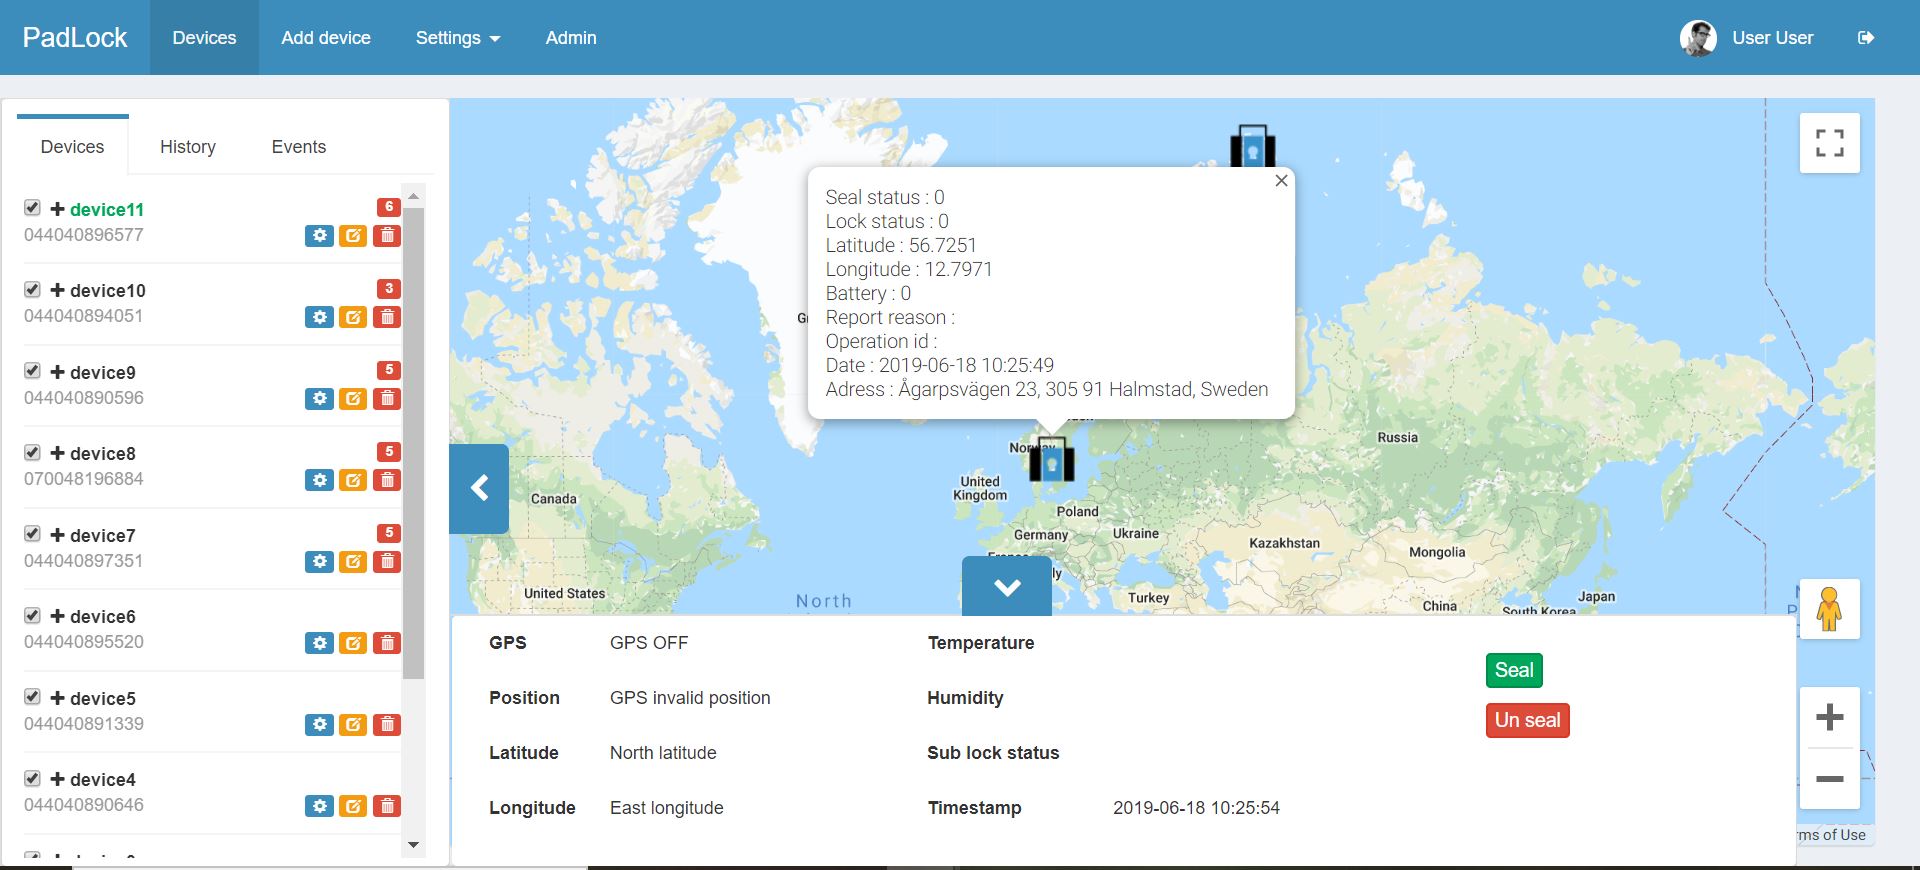 PadLock
Devices
Add device
Settings
Admin
User User
Devices
History
Events
device11
6
044040896577
device10
3
044040894051
device9
5
044040890596
device8
5
070048196884
device7
5
044040897351
device6
044040895520
device5
044040891339
device4
044040890646
Seal status : 0
Lock status : 0
Latitude : 56.7251
Longitude : 12.7971
Battery : 0
Report reason :
Operation id :
Date : 2019-06-18 10:25:49
Adress : Ågarpsvägen 23, 305 91 Halmstad, Sweden
Norway
Russia
United
Kingdom
Canada
Poland
Germany
Ukraine
Kazakhstan
Mongolia
France
United States
North
Turkey
China
South Korea
Japan
GPS GPS OFF
Position GPS invalid position
Latitude North latitude
Longitude East longitude
Temperature
Humidity
Sub lock status
Timestamp 2019-06-18 10:25:54
Seal
Un seal
rms of Use